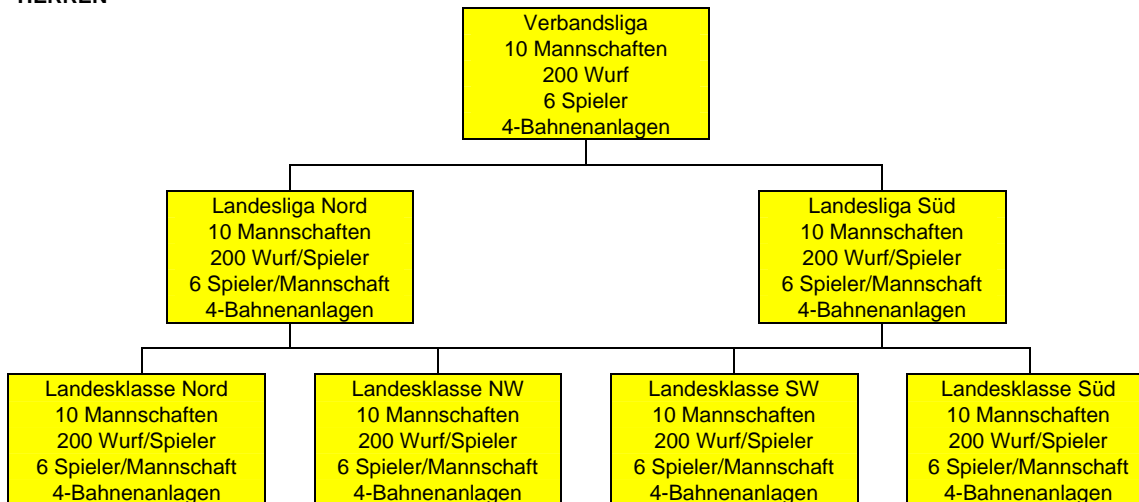 HERREN
Verbandsliga
10 Mannschaften
200 Wurf
6 Spieler
4-Bahnenanlagen
Landesliga Nord
10 Mannschaften
200 Wurf/Spieler
6 Spieler/Mannschaft
4-Bahnenanlagen
Landesliga Süd
10 Mannschaften
200 Wurf/Spieler
6 Spieler/Mannschaft
4-Bahnenanlagen
Landesklasse Nord
10 Mannschaften
200 Wurf/Spieler
6 Spieler/Mannschaft
4-Bahnenanlagen
Landesklasse NW
10 Mannschaften
200 Wurf/Spieler
6 Spieler/Mannschaft
4-Bahnenanlagen
Landesklasse SW
10 Mannschaften
200 Wurf/Spieler
6 Spieler/Mannschaft
4-Bahnenanlagen
Landesklasse Süd
10 Mannschaften
200 Wurf/Spieler
6 Spieler/Mannschaft
4-Bahnenanlagen